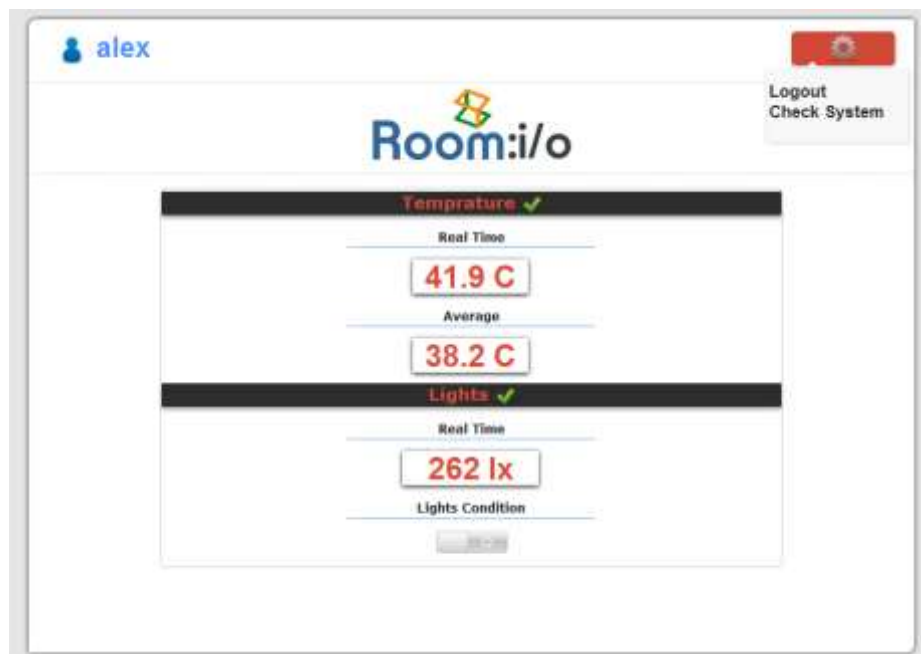 alex
Logout
Check System
Room:i/o
Temprature
Real Time
41.9 C
Average
38.2 C
Lights
Real Time
262 lx
Lights Condition